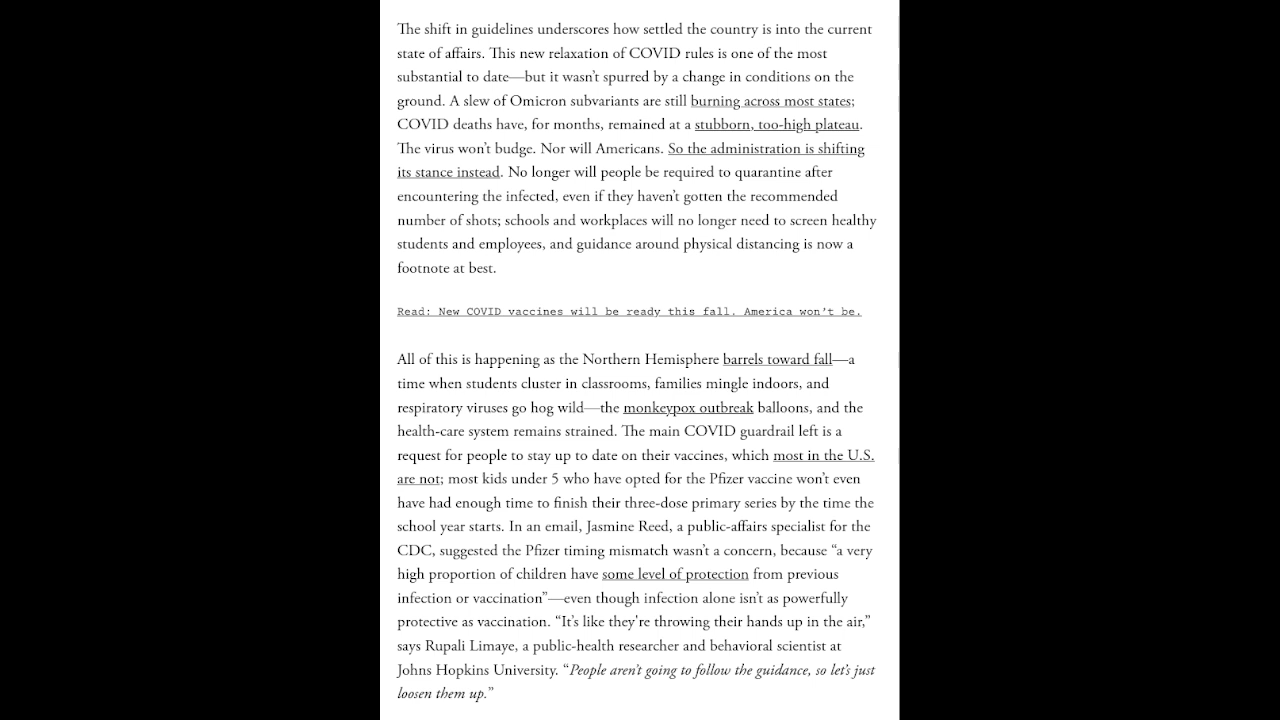 The shift in guidelines underscores how settled the country is into the current
state of affairs. This new relaxation of COVID rules is one of the most
substantial to date—but it wasn’t spurred by a change in conditions on the
ground. A slew of Omicron subvariants are still burning across most states;
COVID deaths have, for months, remained at a stubborn, too-high plateau.
The virus won’t budge. Nor will Americans. So the administration is shifting
its stance instead. No longer will people be required to quarantine after
encountering the infected, even if they haven’t gotten the recommended
number of shots; schools and workplaces will no longer need to screen healthy
students and employees, and guidance around physical distancing is now a
footnote at best.
Read: New COVID vaccines will be ready this fall. America won’t be.
All of this is happening as the Northern Hemisphere barrels toward fall—a
time when students cluster in classrooms, families mingle indoors, and
respiratory viruses go hog wild—the monkeypox outbreak balloons, and the
health-care system remains strained. The main COVID guardrail left is a
request for people to stay up to date on their vaccines, which most in the U.S.
are not; most kids under 5 who have opted for the Pfizer vaccine won’t even
have had enough time to finish their three-dose primary series by the time the
school year starts. In an email, Jasmine Reed, a public-affairs specialist for the
CDC, suggested the Pfizer timing mismatch wasn’t a concern, because “a very
high proportion of children have some level of protection from previous
infection or vaccination”—even though infection alone isn’t as powerfully
protective as vaccination. “It’s like they're throwing their hands up in the air,”
says Rupali Limaye, a public-health researcher and behavioral scientist at
Johns Hopkins University. “People aren’t going to follow the guidance, so let’s just
loosen them up.”